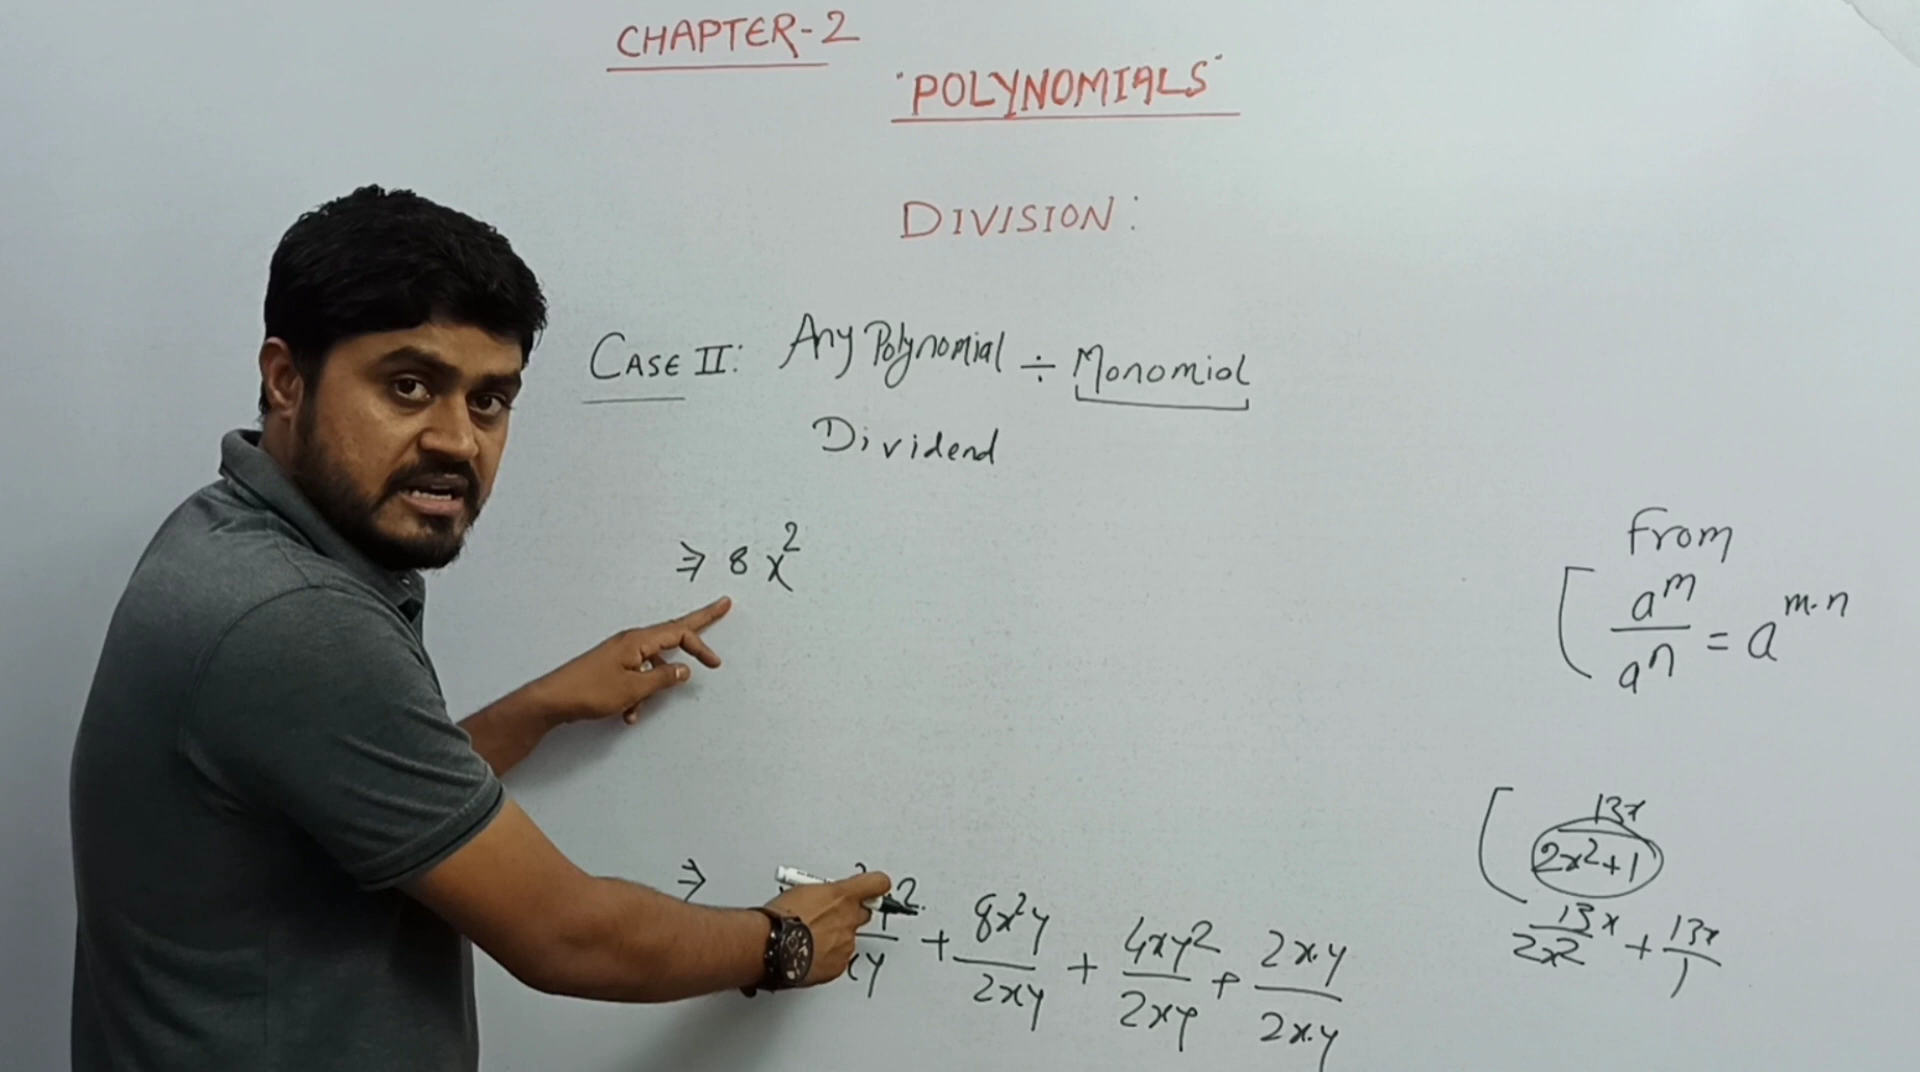 CHAPTER-2
"POLYNOMIALS"
DIVISION:
CASE II: Any Polynomial ÷ Monomial
Dividend
⇒ 8x²
From
[ aᵐ/aⁿ = aᵐ⁻ⁿ
[ 13x/(2x²+1)
13x/2x² + 13x/1
⇒ + 8x²y/2xy + 4xy²/2xy + 2x.y/2x.y